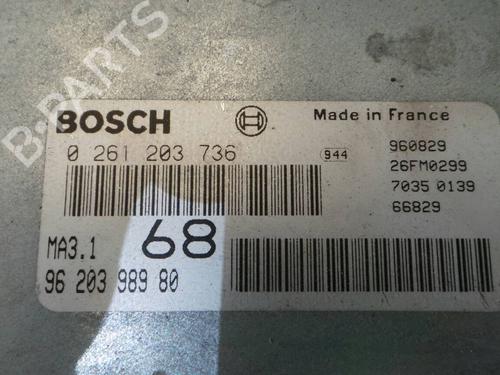 B-PARTS
BOSCH
Made in France
0 261 203 736
944
960829
26FM0299
7035 0139
66829
MA3.1
68
96 203 989 80